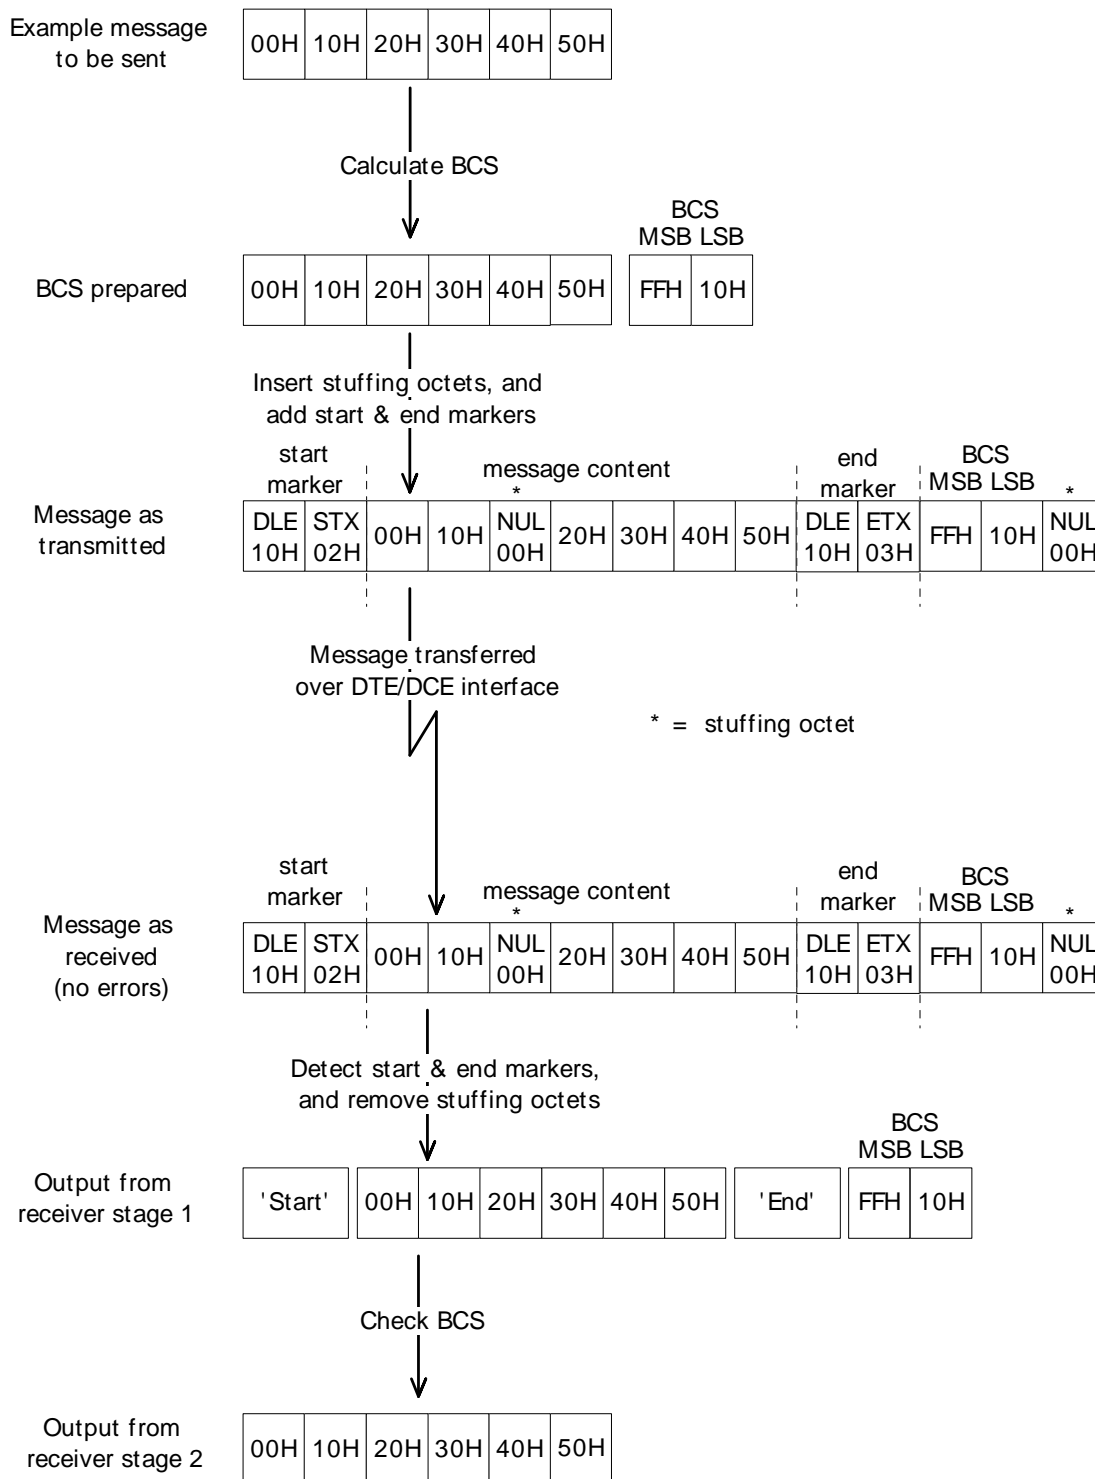 Example message
to be sent
00H 10H 20H 30H 40H 50H
Calculate BCS
BCS
MSB LSB
BCS prepared
00H 10H 20H 30H 40H 50H FFH 10H
Insert stuffing octets, and
add start & end markers
start
marker
message content
end
marker
BCS
MSB LSB
* *
Message as
transmitted
DLE 10H STX 02H 00H 10H NUL 00H 20H 30H 40H 50H DLE 10H ETX 03H FFH 10H NUL 00H
Message transferred
over DTE/DCE interface
* = stuffing octet
start
marker
message content
end
marker
BCS
MSB LSB
* *
Message as
received
(no errors)
DLE 10H STX 02H 00H 10H NUL 00H 20H 30H 40H 50H DLE 10H ETX 03H FFH 10H NUL 00H
Detect start & end markers,
and remove stuffing octets
BCS
MSB LSB
Output from
receiver stage 1
'Start' 00H 10H 20H 30H 40H 50H 'End' FFH 10H
Check BCS
Output from
receiver stage 2
00H 10H 20H 30H 40H 50H